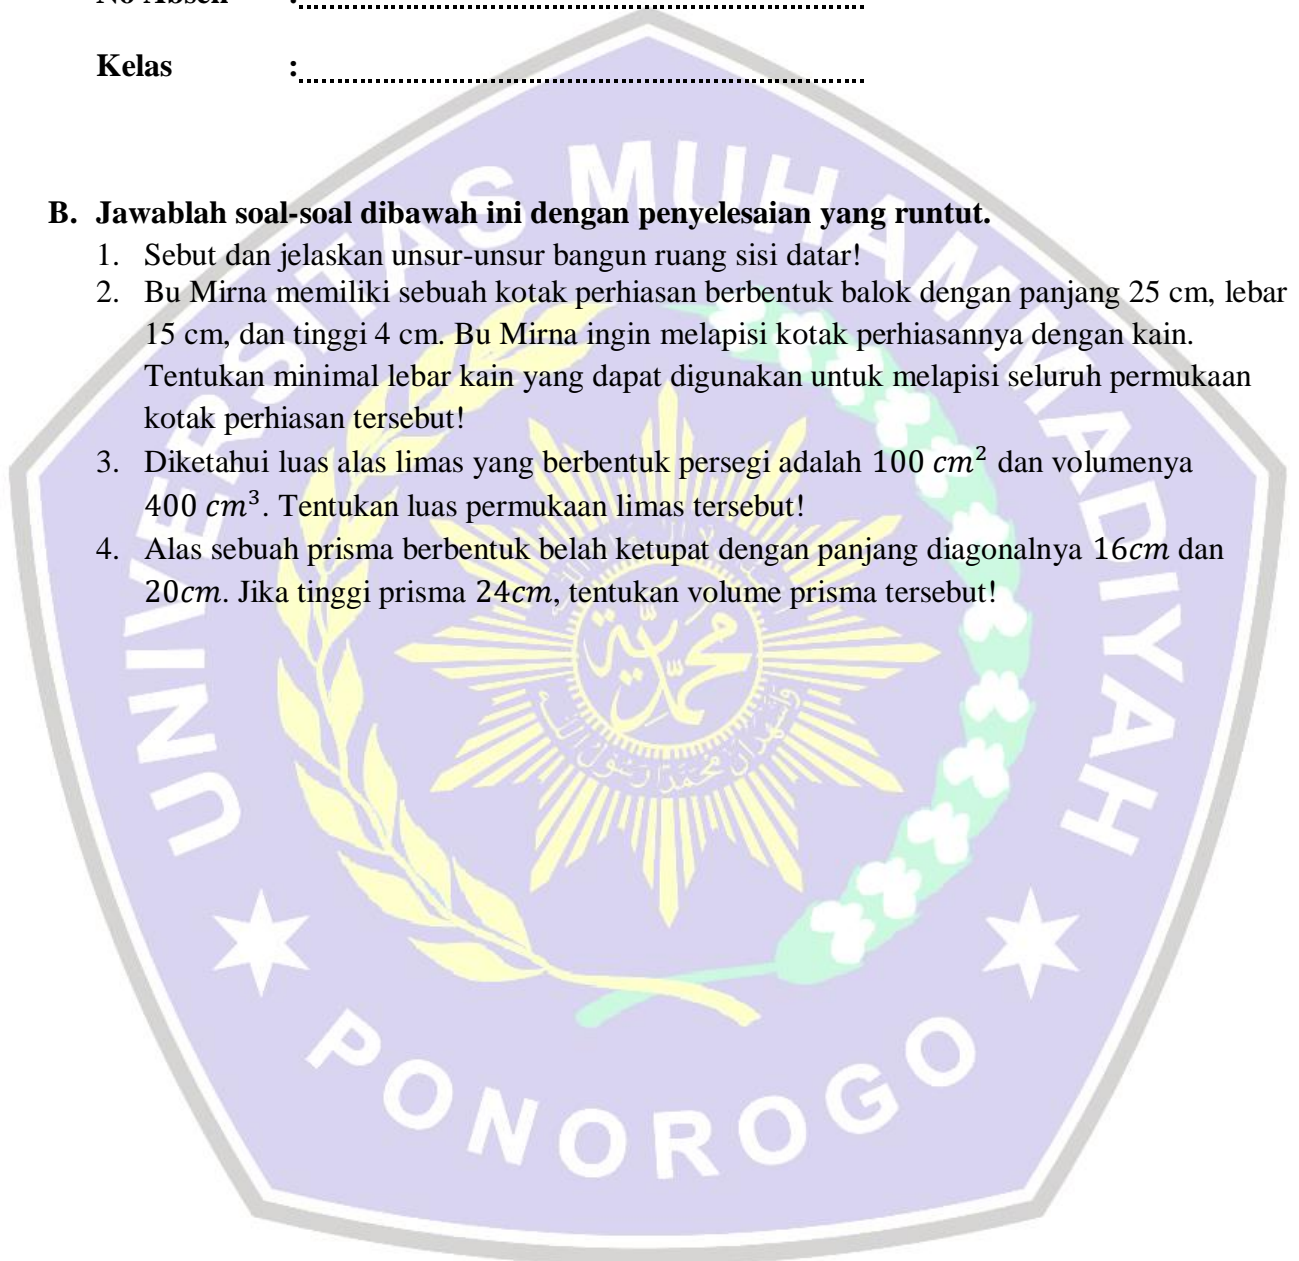 No Absen :
Kelas :
B. Jawablah soal-soal dibawah ini dengan penyelesaian yang runtut.
1. Sebut dan jelaskan unsur-unsur bangun ruang sisi datar!
2. Bu Mirna memiliki sebuah kotak perhiasan berbentuk balok dengan panjang 25 cm, lebar
15 cm, dan tinggi 4 cm. Bu Mirna ingin melapisi kotak perhiasannya dengan kain.
Tentukan minimal lebar kain yang dapat digunakan untuk melapisi seluruh permukaan
kotak perhiasan tersebut!
3. Diketahui luas alas limas yang berbentuk persegi adalah 100 cm² dan volumenya
400 cm³. Tentukan luas permukaan limas tersebut!
4. Alas sebuah prisma berbentuk belah ketupat dengan panjang diagonalnya 16cm dan
20cm. Jika tinggi prisma 24cm, tentukan volume prisma tersebut!
UNIVERSITAS MUHAMMADIYAH
PONOROGO
محمدية